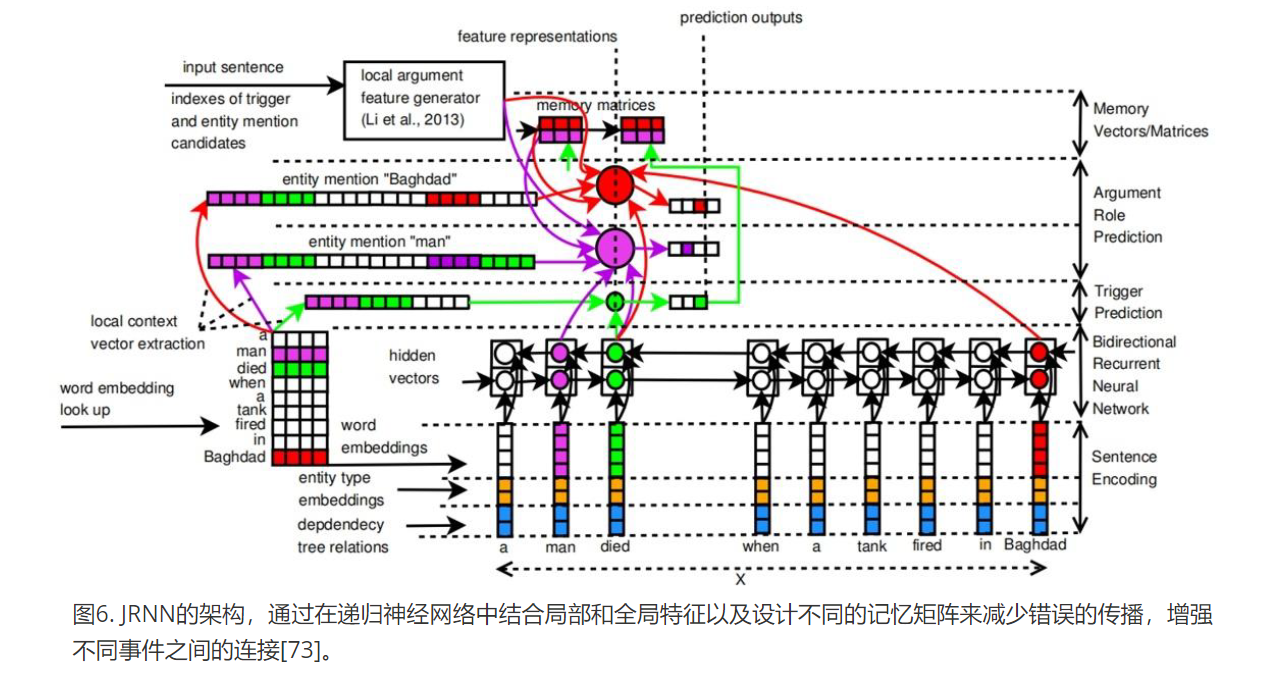 prediction outputs
feature representations
input sentence
indexes of trigger
and entity mention
candidates
local argument
feature generator
(Li et al., 2013)
memory matrices
Memory
Vectors/Matrices
entity mention "Baghdad"
Argument
Role
Prediction
entity mention "man"
Trigger
Prediction
local context
vector extraction
a
man
died
when
a
tank
fired
in
Baghdad
word embedding
look up
hidden
vectors
Bidirectional
Recurrent
Neural
Network
word
embeddings
entity type
embeddings
depdendecy
tree relations
Sentence
Encoding
a man died when a tank fired in Baghdad
X
图6. JRNN的架构，通过在递归神经网络中结合局部和全局特征以及设计不同的记忆矩阵来减少错误的传播，增强
不同事件之间的连接[73]。